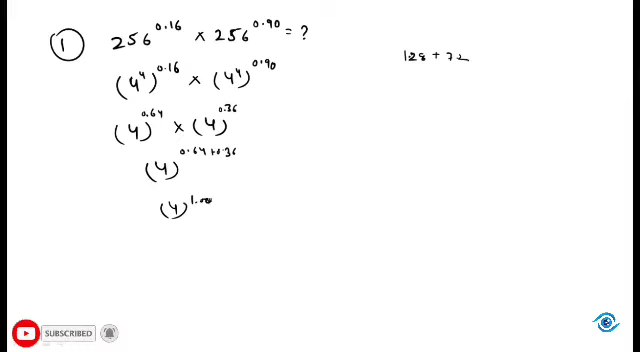 ① 256^0.16 × 256^0.90 = ?
128 + 72
(4^4)^0.16 × (4^4)^0.90
(4)^0.64 × (4)^0.36
(4)^0.64+0.36
(4)^1.00
SUBSCRIBED